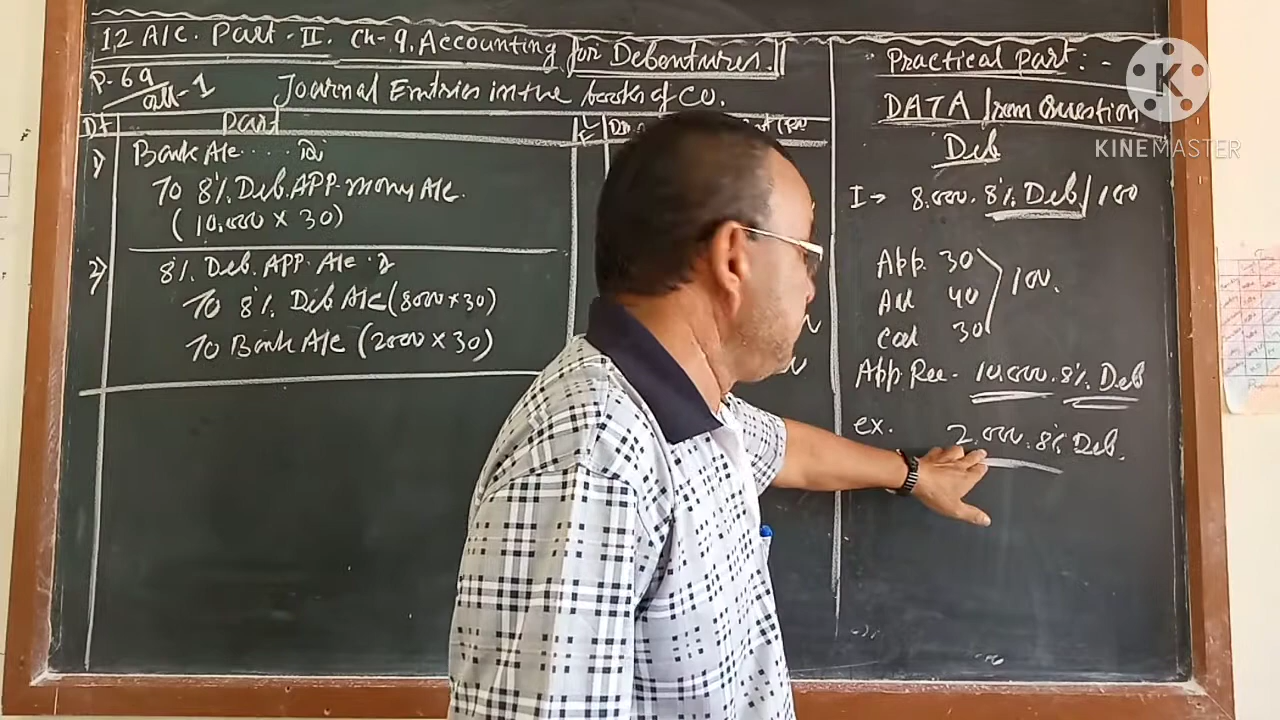 12 A/C. Part - II. Ch-9. Accounting for Debentures.
P-69
Journal Entries in the books of CO.
Part
1) Bank A/c ..... Dr
To 8% Deb. APP. Mony A/c.
(10.000 × 30)
2) 8% Deb. APP. A/c.
To 8% Deb A/c (8000 × 30)
To Bank A/c (2000 × 30)
Practical Part: -
DATA from Question
Deb
I → 8.000. 8% Deb/100
App. 30
All 40
Call 30
100.
App. Rec - 10.000. 8% Deb
ex. 2.000. 8% Deb.
K
KINEMASTER